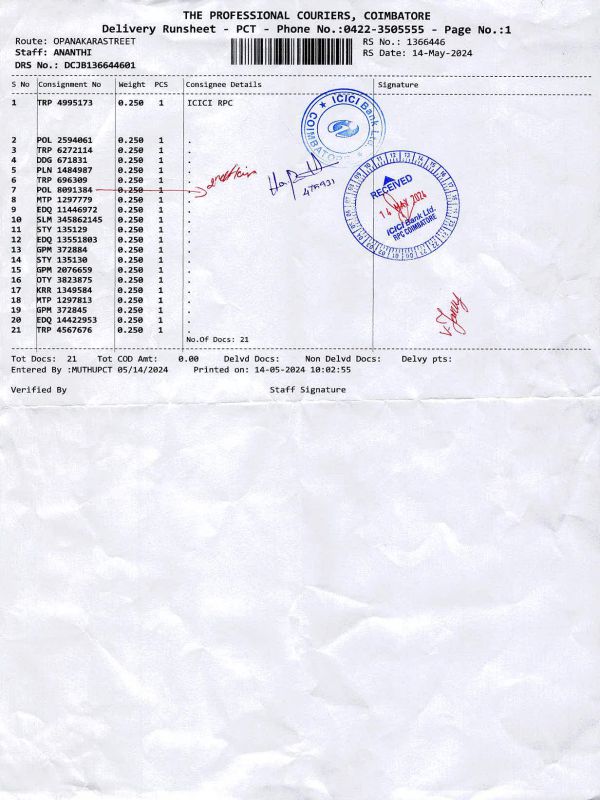 THE PROFESSIONAL COURIERS, COIMBATORE
Delivery Runsheet - PCT - Phone No.:0422-3505555 - Page No.:1
Route: OPANAKARASTREET RS No.: 1366446
Staff: ANANTHI RS Date: 14-May-2024
DRS No.: DCJB136644601
S No Consignment No Weight PCS Consignee Details Signature
1 TRP 4995173 0.250 1 ICICI RPC
ICICI Bank Ltd.
COIMBATORE
2 POL 2594061 0.250 1 .
3 TRP 6272114 0.250 1 .
4 DDG 671831 0.250 1 .
5 PLN 1484987 0.250 1 .
6 TRP 696309 0.250 1 .
7 POL 8091384 0.250 1 .
8 MTP 1297779 0.250 1 .
9 EDQ 11446972 0.250 1 .
10 SLM 345862145 0.250 1 .
11 STY 135129 0.250 1 .
12 EDQ 13551803 0.250 1 .
13 GPM 372884 0.250 1 .
14 STY 135130 0.250 1 .
15 GPM 2076659 0.250 1 .
16 OTY 3823875 0.250 1 .
17 KRR 1349584 0.250 1 .
18 MTP 1297813 0.250 1 .
19 GPM 372845 0.250 1 .
20 EDQ 14422953 0.250 1 .
21 TRP 4567676 0.250 1 .
RECEIVED
14 MAY 2024
ICICI Bank Ltd.
RPC COIMBATORE
No.Of Docs: 21
Tot Docs: 21 Tot COD Amt: 0.00 Delvd Docs: Non Delvd Docs: Delvy pts:
Entered By :MUTHUPCT 05/14/2024 Printed on: 14-05-2024 10:02:55
Verified By Staff Signature